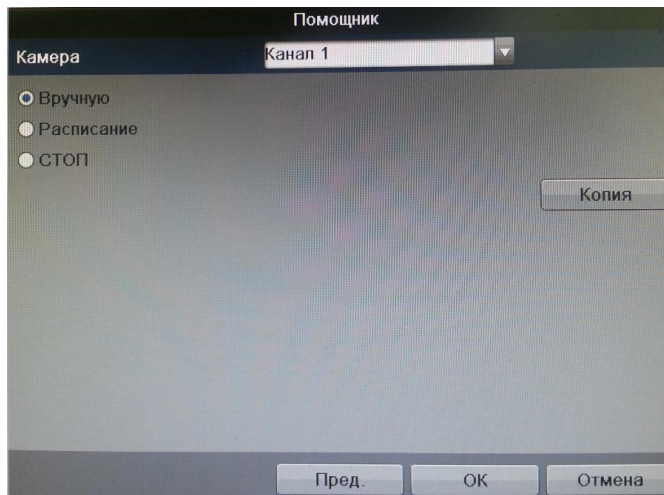 Помощник
Камера Канал 1
Вручную
Расписание
СТОП
Копия
Пред. OK Отмена